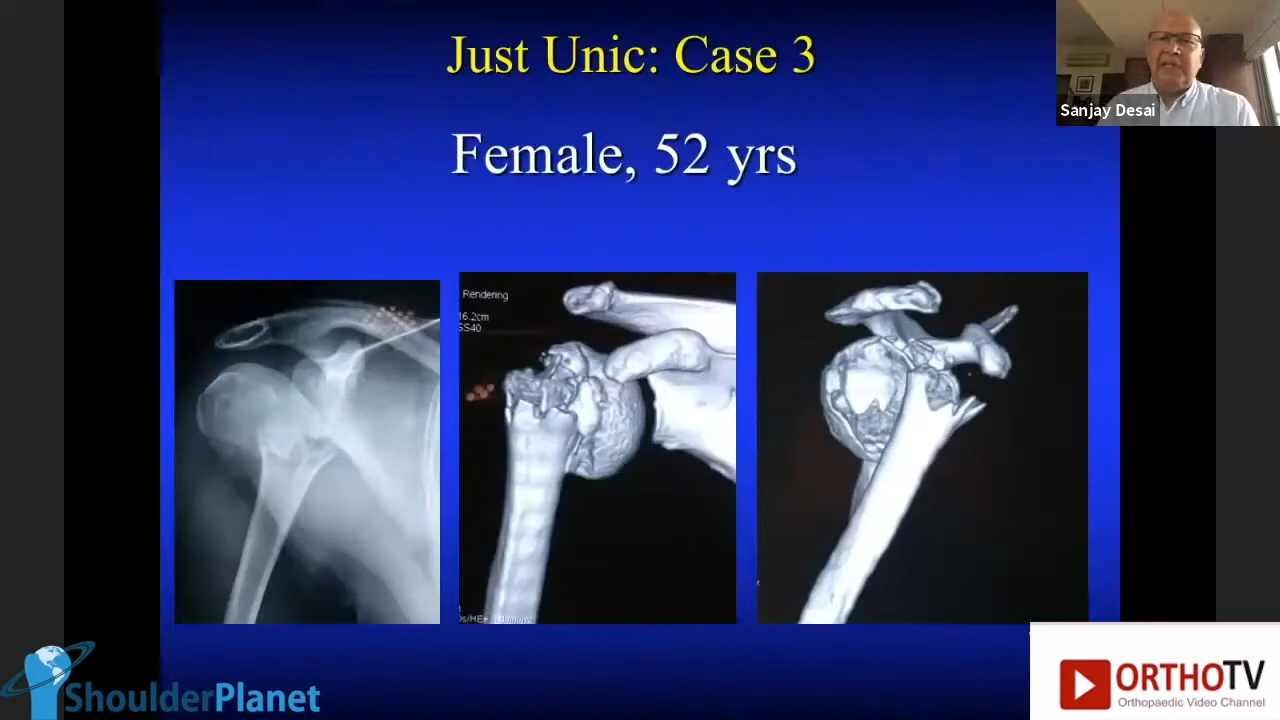 Just Unic: Case 3
Sanjay Desai
Female, 52 yrs
Rendering
16.2cm
SS40
ShoulderPlanet
ORTHOTV
Orthopaedic Video Channel